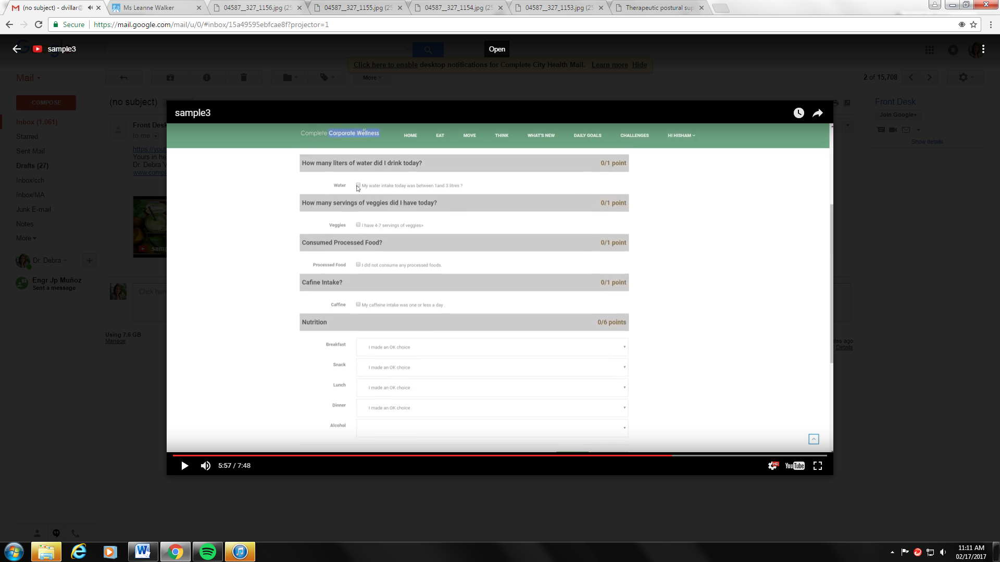 (no subject) - dvillar@
Ms Leanne Walker
04587__327_1156.jpg (25
04587__327_1155.jpg (25
04587__327_1154.jpg (25
04587__327_1153.jpg (25
Therapeutic postural sup
Secure
https://mail.google.com/mail/u/0/#inbox/15a49595ebfcae8f?projector=1
sample3
Open
Click here to enable desktop notifications for Complete City Health Mail. Learn more Hide
Mail
More
2 of 15,708
COMPOSE
(no subject)
Front Desk
Join Google+
Show details
Inbox (1,061)
Starred
Sent Mail
Drafts (27)
Inbox/cch
Inbox/MA
Junk E-mail
Notes
More
Dr. Debra
Engr Jp Muñoz
Sent a message
Front Desk
to me
https://yout
Yours in he
Dr. Debra V
www.compl
samp
Click here
Using 7.6 GB
Manage
tes ago
Details
sample3
Complete Corporate Wellness
HOME
EAT
MOVE
THINK
WHAT'S NEW
DAILY GOALS
CHALLENGES
HI HISHAM
How many liters of water did I drink today? 0/1 point
Water My water intake today was between 1and 3 litres ?
How many servings of veggies did I have today? 0/1 point
Veggies I have 4-7 servings of veggies>
Consumed Processed Food? 0/1 point
Processed Food I did not consume any processed foods.
Cafine Intake? 0/1 point
Caffine My caffeine intake was one or less a day .
Nutrition 0/6 points
Breakfast I made an OK choice
Snack I made an OK choice
Lunch I made an OK choice
Dinner I made an OK choice
Alcohol
5:57 / 7:48
HD
YouTube
11:11 AM
02/17/2017